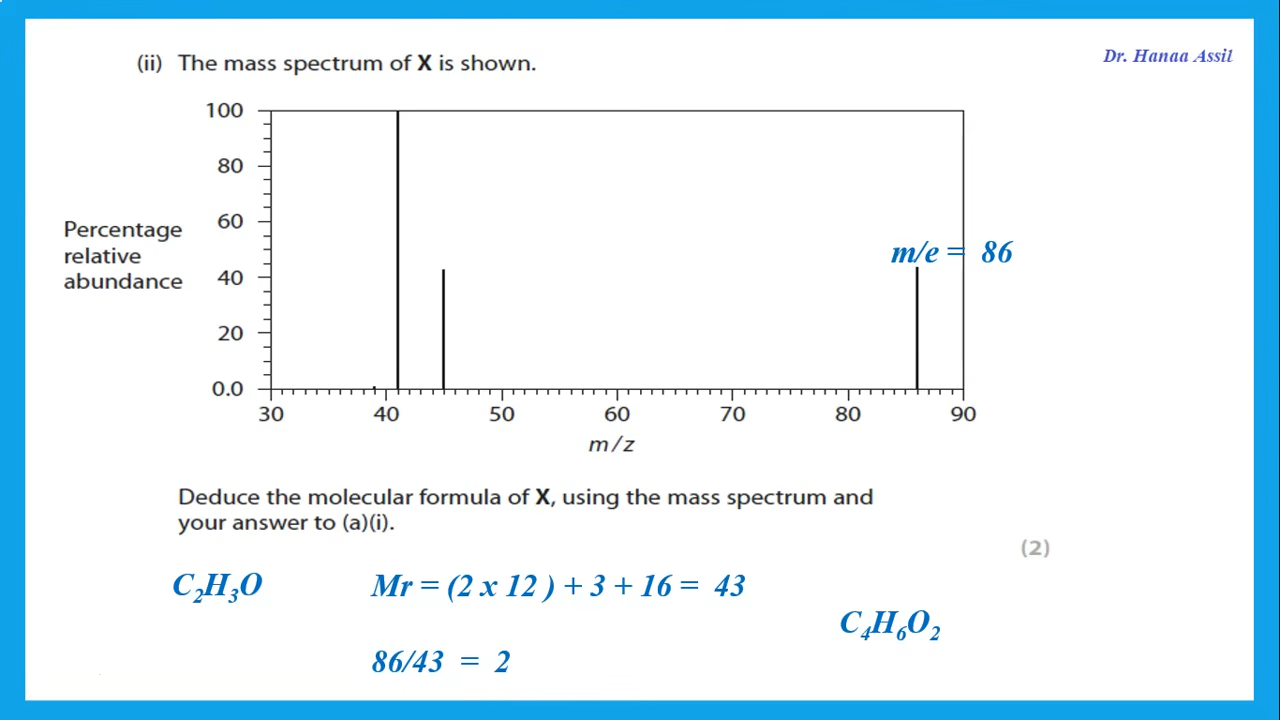 Dr. Hanaa Assil
(ii) The mass spectrum of X is shown.
100
80
60
40
20
0.0
Percentage
relative
abundance
m/e = 86
30 40 50 60 70 80 90
m/z
Deduce the molecular formula of X, using the mass spectrum and
your answer to (a)(i).
(2)
C₂H₃O Mr = (2 x 12 ) + 3 + 16 = 43
C₄H₆O₂
86/43 = 2